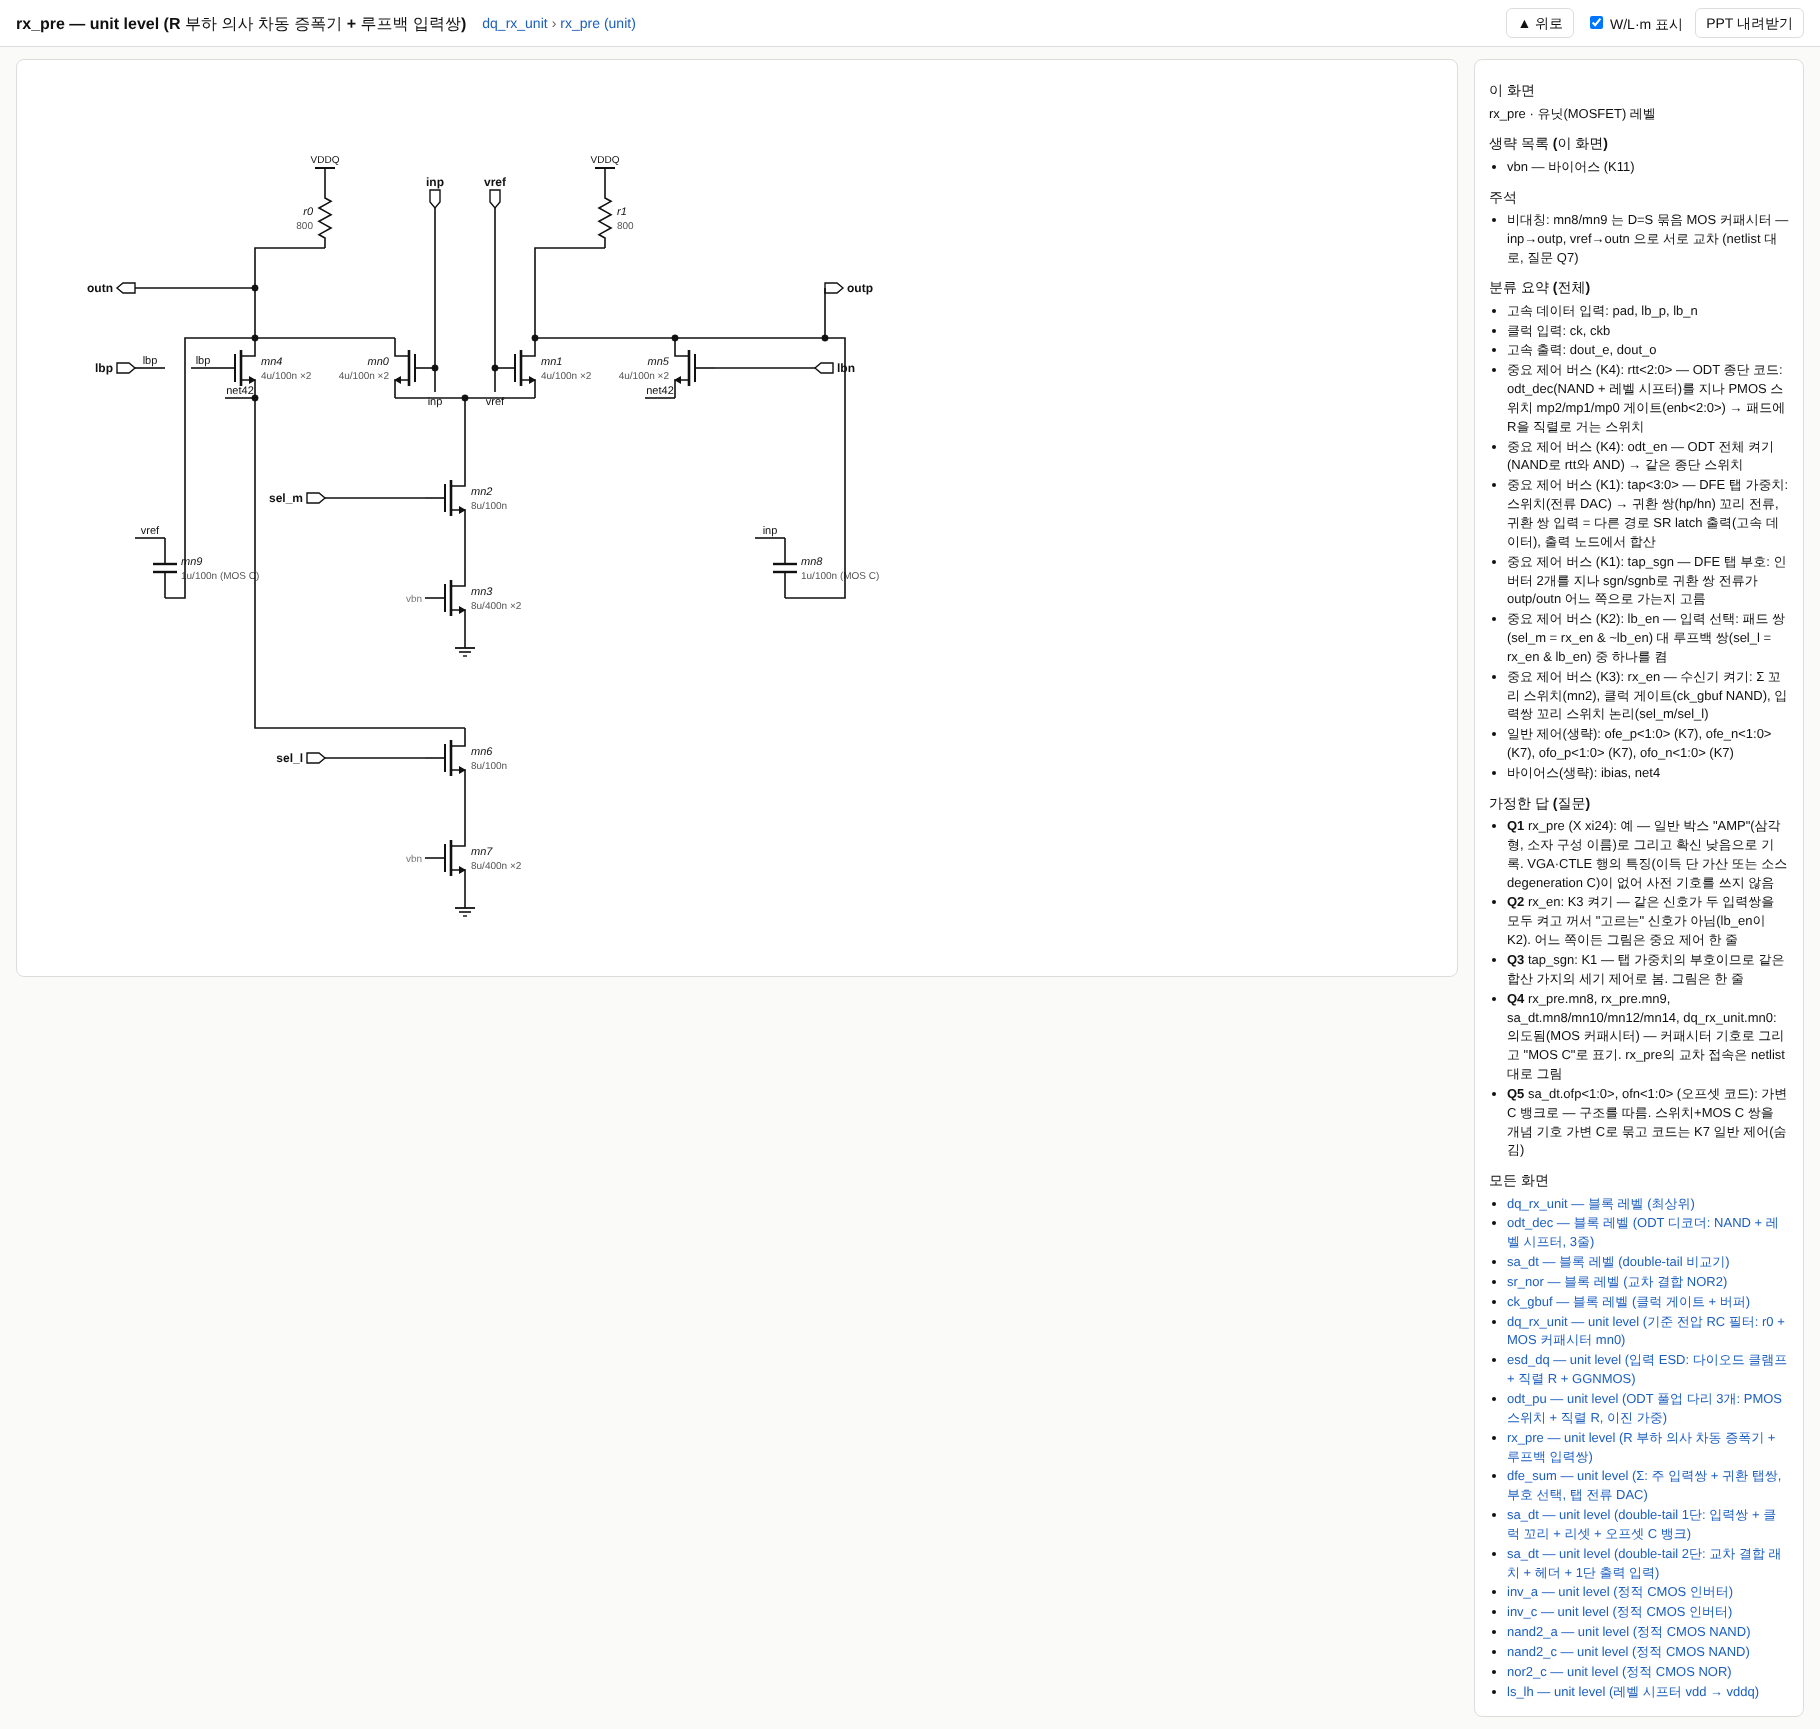 rx_pre — unit level (R 부하 의사 차동 증폭기 + 루프백 입력쌍)
dq_rx_unit › rx_pre (unit)
▲ 위로
W/L·m 표시
PPT 내려받기
VDDQ
VDDQ
inp
vref
r0
800
r1
800
outn
outp
lbp
lbp
lbp
mn4
4u/100n ×2
mn0
4u/100n ×2
mn1
4u/100n ×2
mn5
4u/100n ×2
lbn
net42
inp
vref
net42
sel_m
mn2
8u/100n
vref
mn9
1u/100n (MOS C)
inp
mn8
1u/100n (MOS C)
vbn
mn3
8u/400n ×2
sel_l
mn6
8u/100n
vbn
mn7
8u/400n ×2
이 화면
rx_pre · 유닛(MOSFET) 레벨
생략 목록 (이 화면)
• vbn — 바이어스 (K11)
주석
• 비대칭: mn8/mn9 는 D=S 묶음 MOS 커패시터 —
inp→outp, vref→outn 으로 서로 교차 (netlist 대
로, 질문 Q7)
분류 요약 (전체)
• 고속 데이터 입력: pad, lb_p, lb_n
• 클럭 입력: ck, ckb
• 고속 출력: dout_e, dout_o
• 중요 제어 버스 (K4): rtt<2:0> — ODT 종단 코드:
odt_dec(NAND + 레벨 시프터)를 지나 PMOS 스
위치 mp2/mp1/mp0 게이트(enb<2:0>) → 패드에
R을 직렬로 거는 스위치
• 중요 제어 버스 (K4): odt_en — ODT 전체 켜기
(NAND로 rtt와 AND) → 같은 종단 스위치
• 중요 제어 버스 (K1): tap<3:0> — DFE 탭 가중치:
스위치(전류 DAC) → 귀환 쌍(hp/hn) 꼬리 전류,
귀환 쌍 입력 = 다른 경로 SR latch 출력(고속 데
이터), 출력 노드에서 합산
• 중요 제어 버스 (K1): tap_sgn — DFE 탭 부호: 인
버터 2개를 지나 sgn/sgnb로 귀환 쌍 전류가
outp/outn 어느 쪽으로 가는지 고름
• 중요 제어 버스 (K2): lb_en — 입력 선택: 패드 쌍
(sel_m = rx_en & ~lb_en) 대 루프백 쌍(sel_l =
rx_en & lb_en) 중 하나를 켬
• 중요 제어 버스 (K3): rx_en — 수신기 켜기: Σ 꼬
리 스위치(mn2), 클럭 게이트(ck_gbuf NAND), 입
력쌍 꼬리 스위치 논리(sel_m/sel_l)
• 일반 제어(생략): ofe_p<1:0> (K7), ofe_n<1:0>
(K7), ofo_p<1:0> (K7), ofo_n<1:0> (K7)
• 바이어스(생략): ibias, net4
가정한 답 (질문)
• Q1 rx_pre (X xi24): 예 — 일반 박스 "AMP"(삼각
형, 소자 구성 이름)로 그리고 확신 낮음으로 기
록. VGA·CTLE 행의 특징(이득 단 가산 또는 소스
degeneration C)이 없어 사전 기호를 쓰지 않음
• Q2 rx_en: K3 켜기 — 같은 신호가 두 입력쌍을
모두 켜고 꺼서 "고르는" 신호가 아님(lb_en이
K2). 어느 쪽이든 그림은 중요 제어 한 줄
• Q3 tap_sgn: K1 — 탭 가중치의 부호이므로 같은
합산 가지의 세기 제어로 봄. 그림은 한 줄
• Q4 rx_pre.mn8, rx_pre.mn9,
sa_dt.mn8/mn10/mn12/mn14, dq_rx_unit.mn0:
의도됨(MOS 커패시터) — 커패시터 기호로 그리
고 "MOS C"로 표기. rx_pre의 교차 접속은 netlist
대로 그림
• Q5 sa_dt.ofp<1:0>, ofn<1:0> (오프셋 코드): 가변
C 뱅크로 — 구조를 따름. 스위치+MOS C 쌍을
개념 기호 가변 C로 묶고 코드는 K7 일반 제어(숨
김)
모든 화면
• dq_rx_unit — 블록 레벨 (최상위)
• odt_dec — 블록 레벨 (ODT 디코더: NAND + 레
벨 시프터, 3줄)
• sa_dt — 블록 레벨 (double-tail 비교기)
• sr_nor — 블록 레벨 (교차 결합 NOR2)
• ck_gbuf — 블록 레벨 (클럭 게이트 + 버퍼)
• dq_rx_unit — unit level (기준 전압 RC 필터: r0 +
MOS 커패시터 mn0)
• esd_dq — unit level (입력 ESD: 다이오드 클램프
+ 직렬 R + GGNMOS)
• odt_pu — unit level (ODT 풀업 다리 3개: PMOS
스위치 + 직렬 R, 이진 가중)
• rx_pre — unit level (R 부하 의사 차동 증폭기 +
루프백 입력쌍)
• dfe_sum — unit level (Σ: 주 입력쌍 + 귀환 탭쌍,
부호 선택, 탭 전류 DAC)
• sa_dt — unit level (double-tail 1단: 입력쌍 + 클
럭 꼬리 + 리셋 + 오프셋 C 뱅크)
• sa_dt — unit level (double-tail 2단: 교차 결합 래
치 + 헤더 + 1단 출력 입력)
• inv_a — unit level (정적 CMOS 인버터)
• inv_c — unit level (정적 CMOS 인버터)
• nand2_a — unit level (정적 CMOS NAND)
• nand2_c — unit level (정적 CMOS NAND)
• nor2_c — unit level (정적 CMOS NOR)
• ls_lh — unit level (레벨 시프터 vdd → vddq)